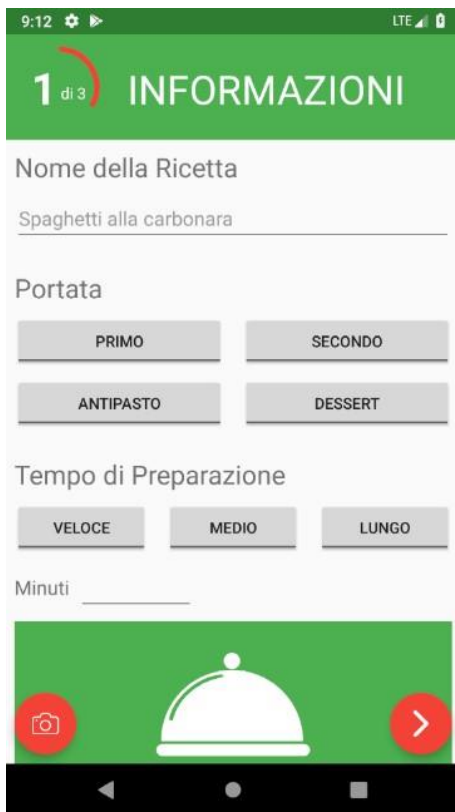 9:12 LTE
1 di 3 INFORMAZIONI
Nome della Ricetta
Spaghetti alla carbonara
Portata
PRIMO SECONDO
ANTIPASTO DESSERT
Tempo di Preparazione
VELOCE MEDIO LUNGO
Minuti